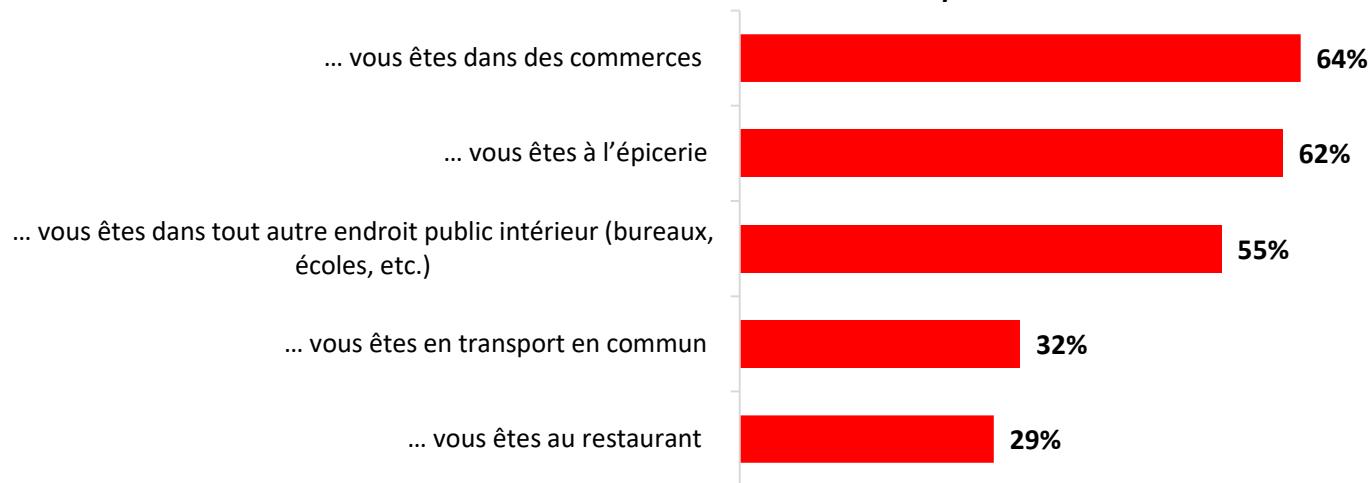 ... vous êtes dans des commerces
64%
... vous êtes à l’épicerie
62%
... vous êtes dans tout autre endroit public intérieur (bureaux,
écoles, etc.)
55%
... vous êtes en transport en commun
32%
... vous êtes au restaurant
29%